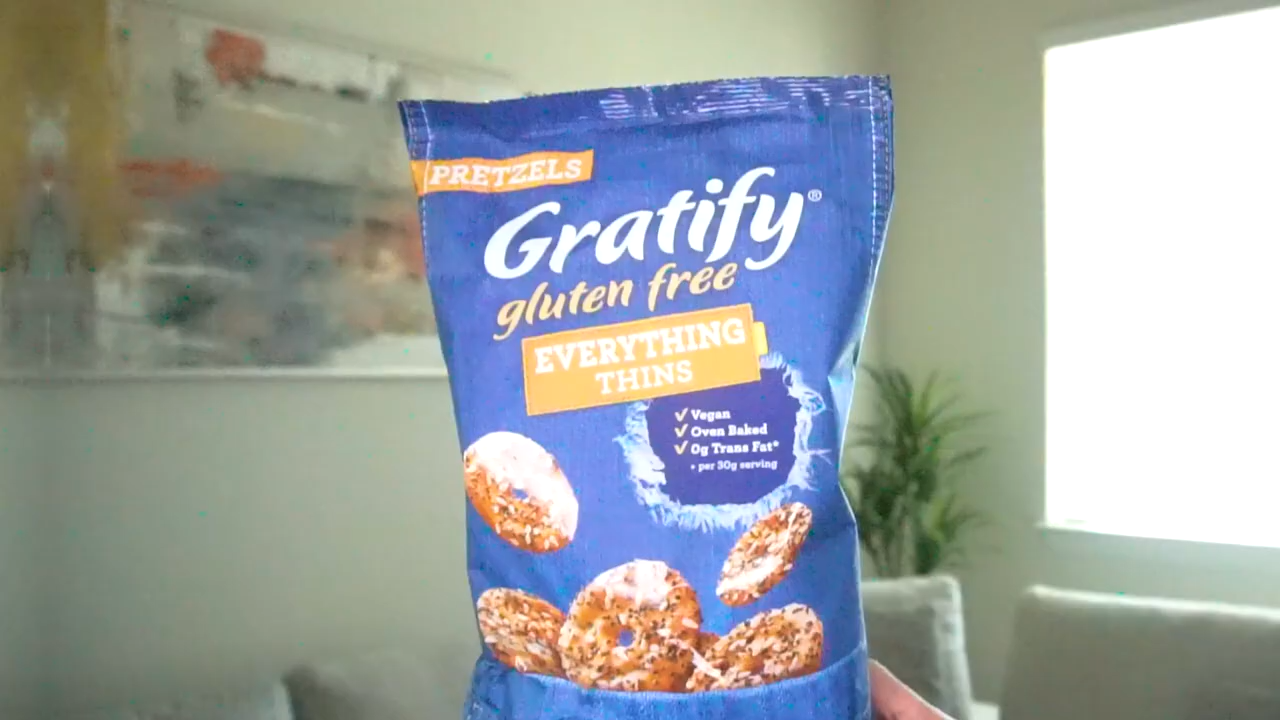 PRETZELS
Gratify®
gluten free
EVERYTHING
THINS
✓ Vegan
✓ Oven Baked
✓ 0g Trans Fat*
* per 30g serving